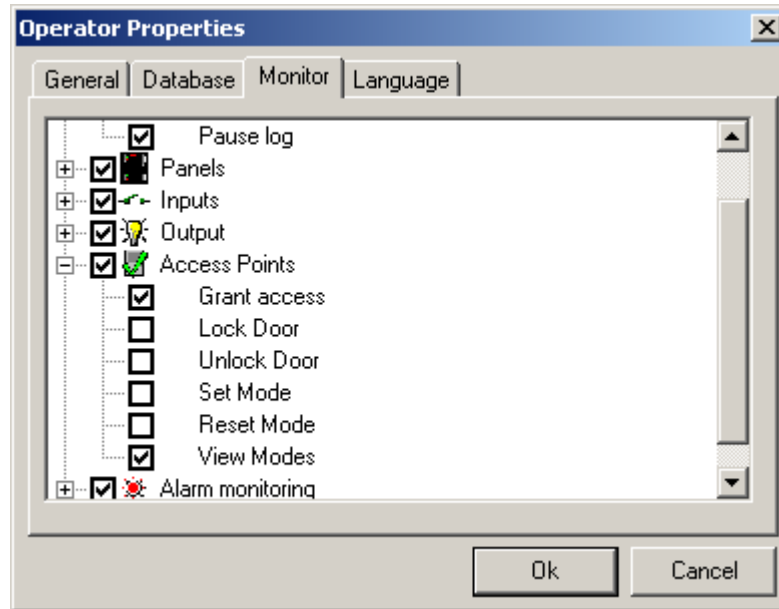 Operator Properties
General Database Monitor Language
Pause log
Panels
Inputs
Output
Access Points
Grant access
Lock Door
Unlock Door
Set Mode
Reset Mode
View Modes
Alarm monitoring
Ok Cancel